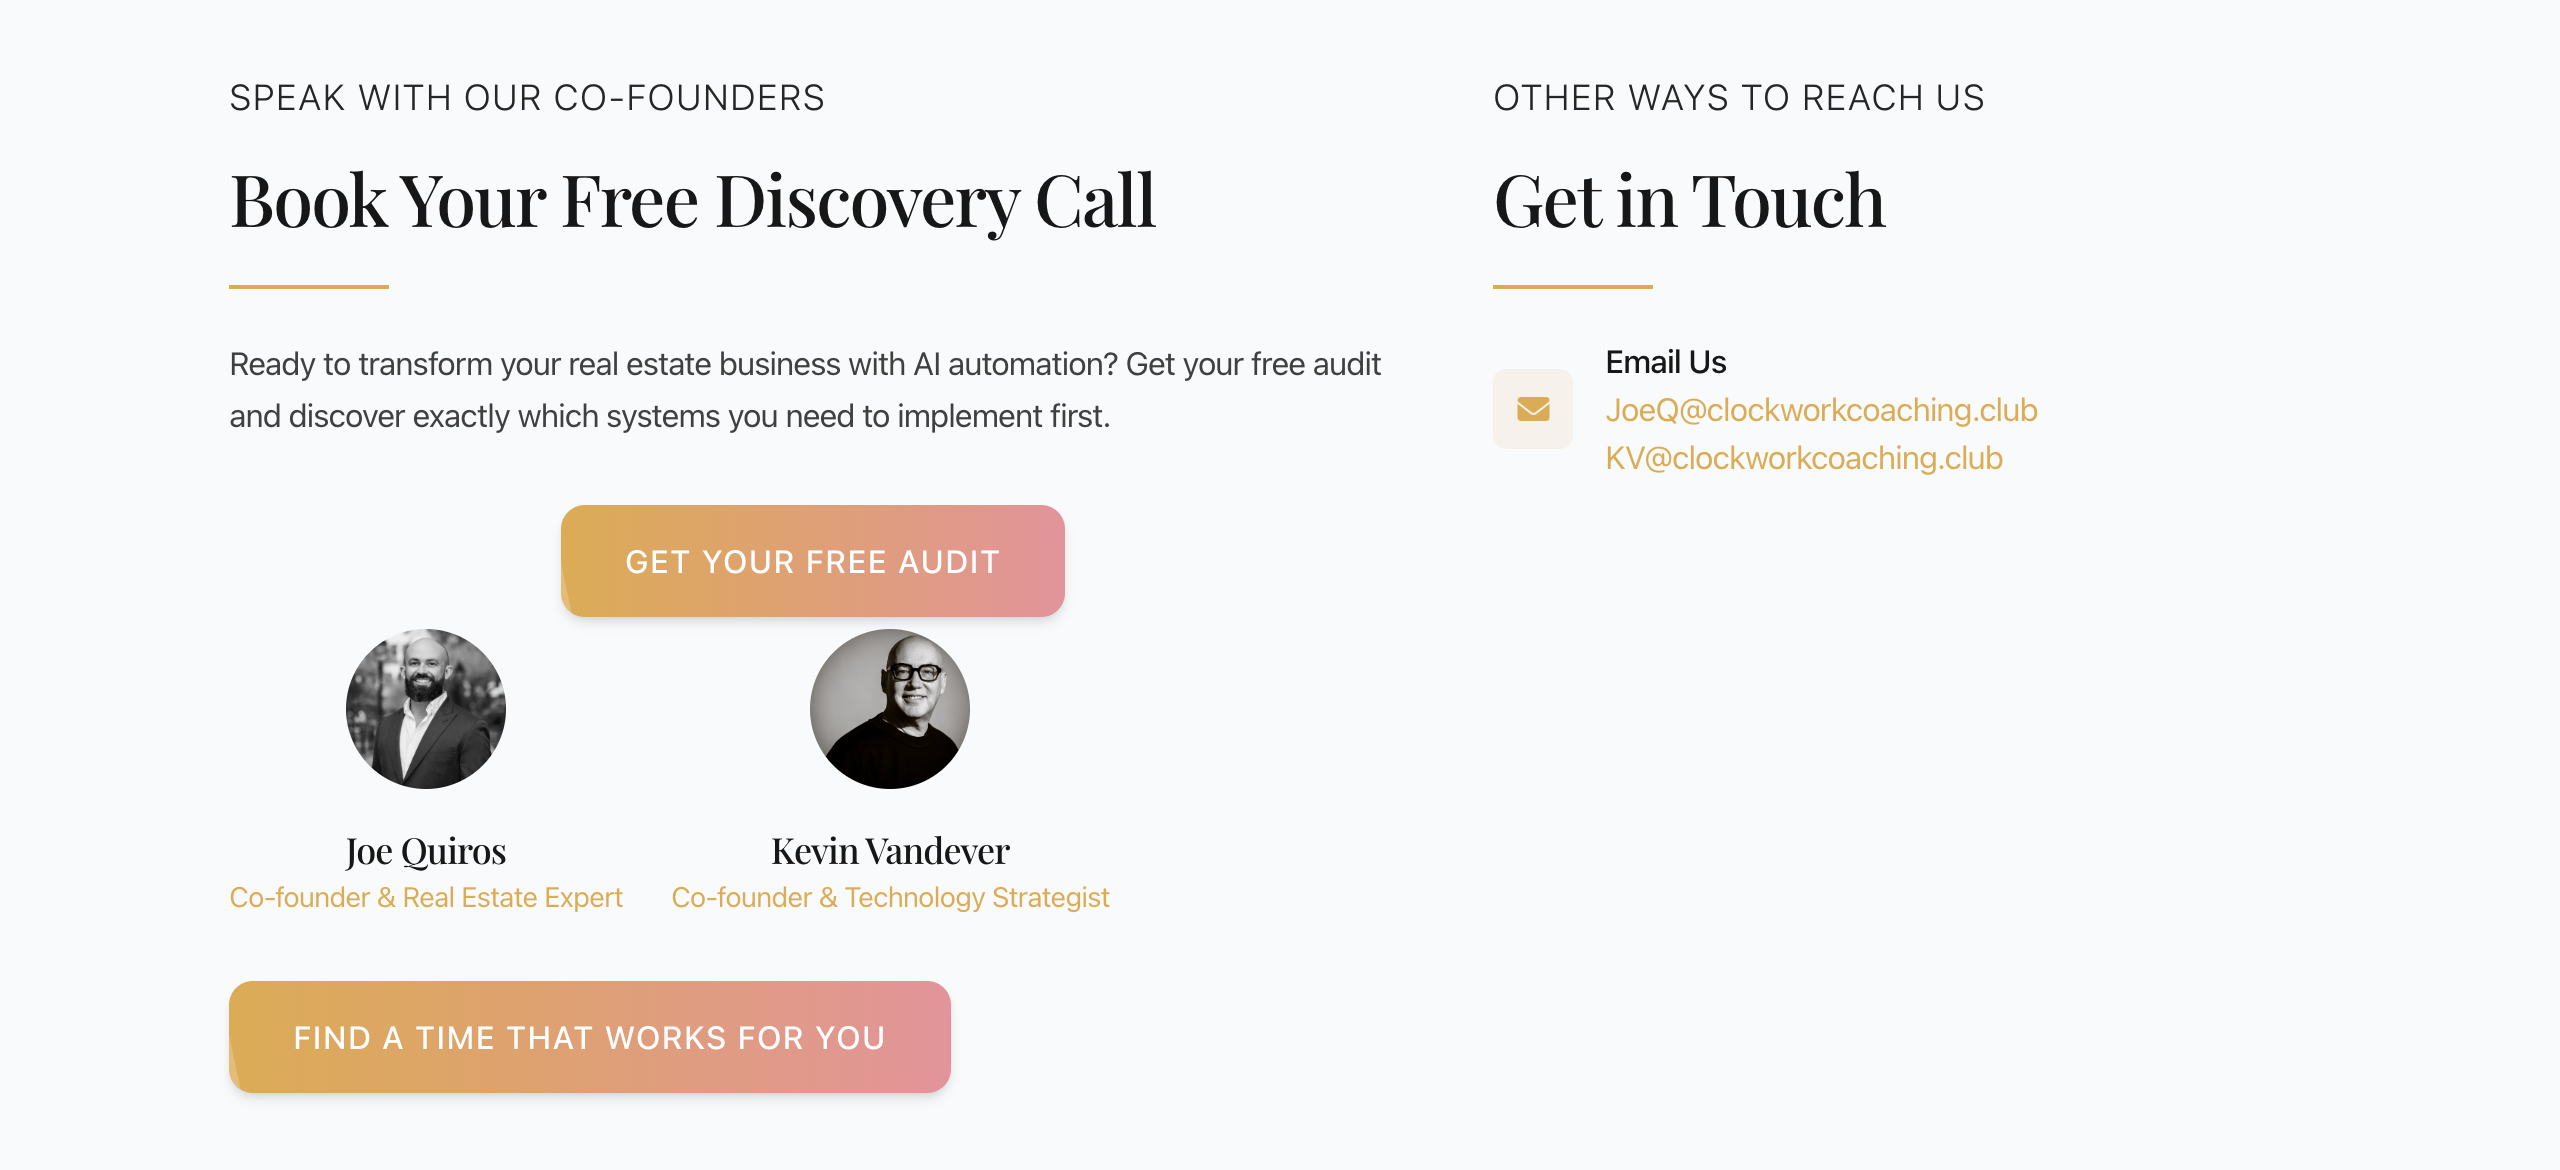 SPEAK WITH OUR CO-FOUNDERS
Book Your Free Discovery Call
Ready to transform your real estate business with AI automation? Get your free audit
and discover exactly which systems you need to implement first.
GET YOUR FREE AUDIT
Joe Quiros
Co-founder & Real Estate Expert
Kevin Vandever
Co-founder & Technology Strategist
FIND A TIME THAT WORKS FOR YOU
OTHER WAYS TO REACH US
Get in Touch
Email Us
JoeQ@clockworkcoaching.club
KV@clockworkcoaching.club